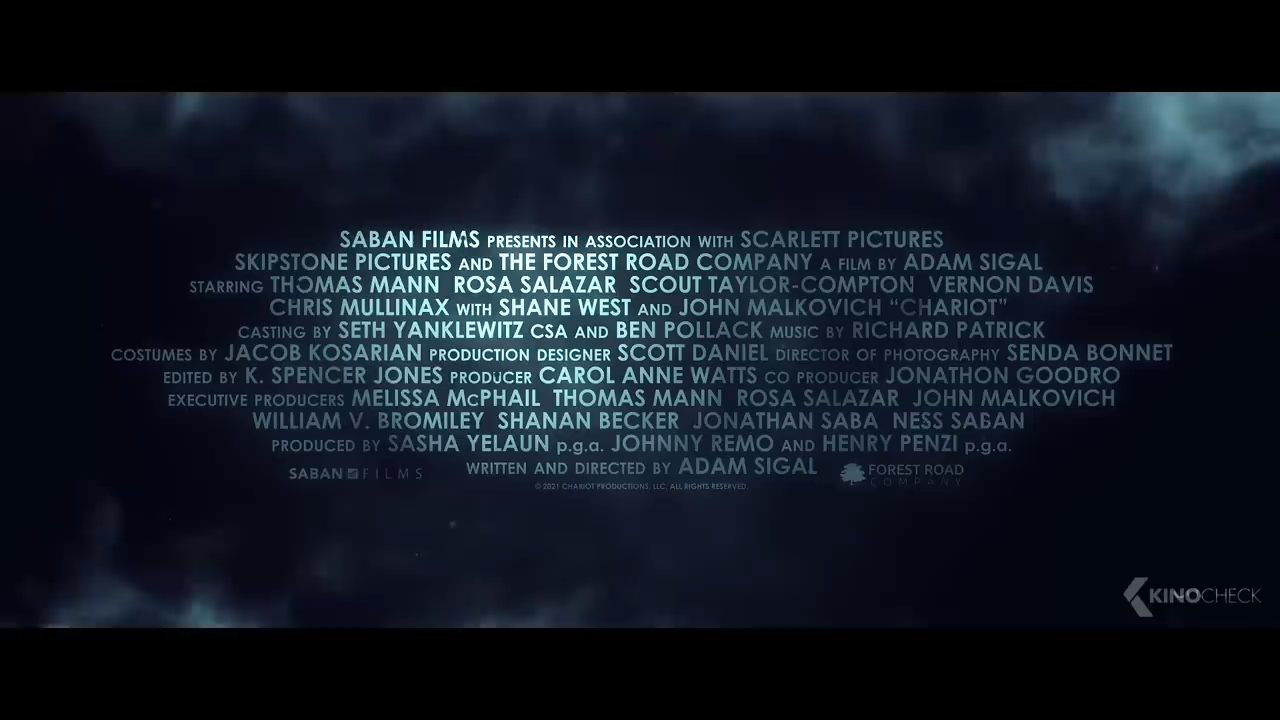 SABAN FILMS PRESENTS IN ASSOCIATION WITH SCARLETT PICTURES
SKIPSTONE PICTURES AND THE FOREST ROAD COMPANY A FILM BY ADAM SIGAL
STARRING THOMAS MANN ROSA SALAZAR SCOUT TAYLOR-COMPTON VERNON DAVIS
CHRIS MULLINAX WITH SHANE WEST AND JOHN MALKOVICH “CHARIOT”
CASTING BY SETH YANKLEWITZ CSA AND BEN POLLACK MUSIC BY RICHARD PATRICK
COSTUMES BY JACOB KOSARIAN PRODUCTION DESIGNER SCOTT DANIEL DIRECTOR OF PHOTOGRAPHY SENDA BONNET
EDITED BY K. SPENCER JONES PRODUCER CAROL ANNE WATTS CO PRODUCER JONATHON GOODRO
EXECUTIVE PRODUCERS MELISSA McPHAIL THOMAS MANN ROSA SALAZAR JOHN MALKOVICH
WILLIAM V. BROMILEY SHANAN BECKER JONATHAN SABA NESS SABAN
PRODUCED BY SASHA YELAUN p.g.a. JOHNNY REMO AND HENRY PENZI p.g.a.
WRITTEN AND DIRECTED BY ADAM SIGAL
SABAN FILMS
FOREST ROAD
COMPANY
© 2021 CHARIOT PRODUCTIONS, LLC. ALL RIGHTS RESERVED.
KINOCHECK